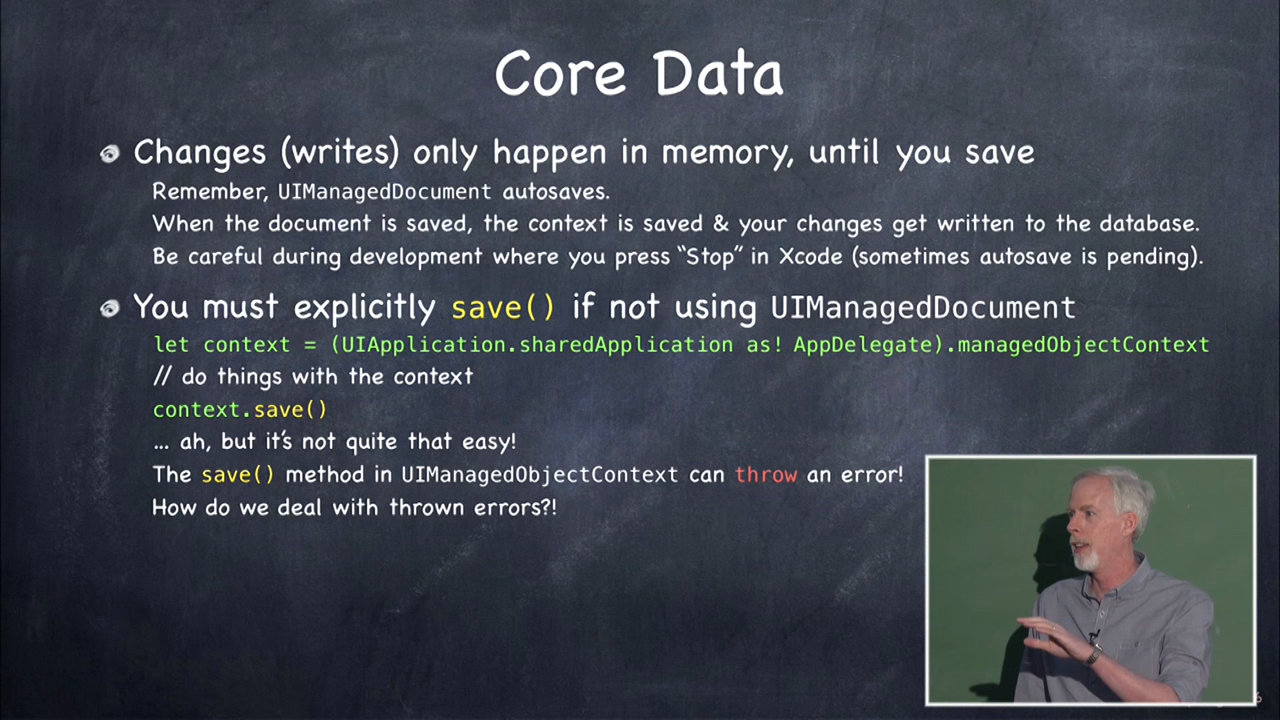 Core Data
Changes (writes) only happen in memory, until you save
Remember, UIManagedDocument autosaves.
When the document is saved, the context is saved & your changes get written to the database.
Be careful during development where you press “Stop” in Xcode (sometimes autosave is pending).
You must explicitly save() if not using UIManagedDocument
let context = (UIApplication.sharedApplication as! AppDelegate).managedObjectContext
// do things with the context
context.save()
... ah, but it’s not quite that easy!
The save() method in UIManagedObjectContext can throw an error!
How do we deal with thrown errors?!